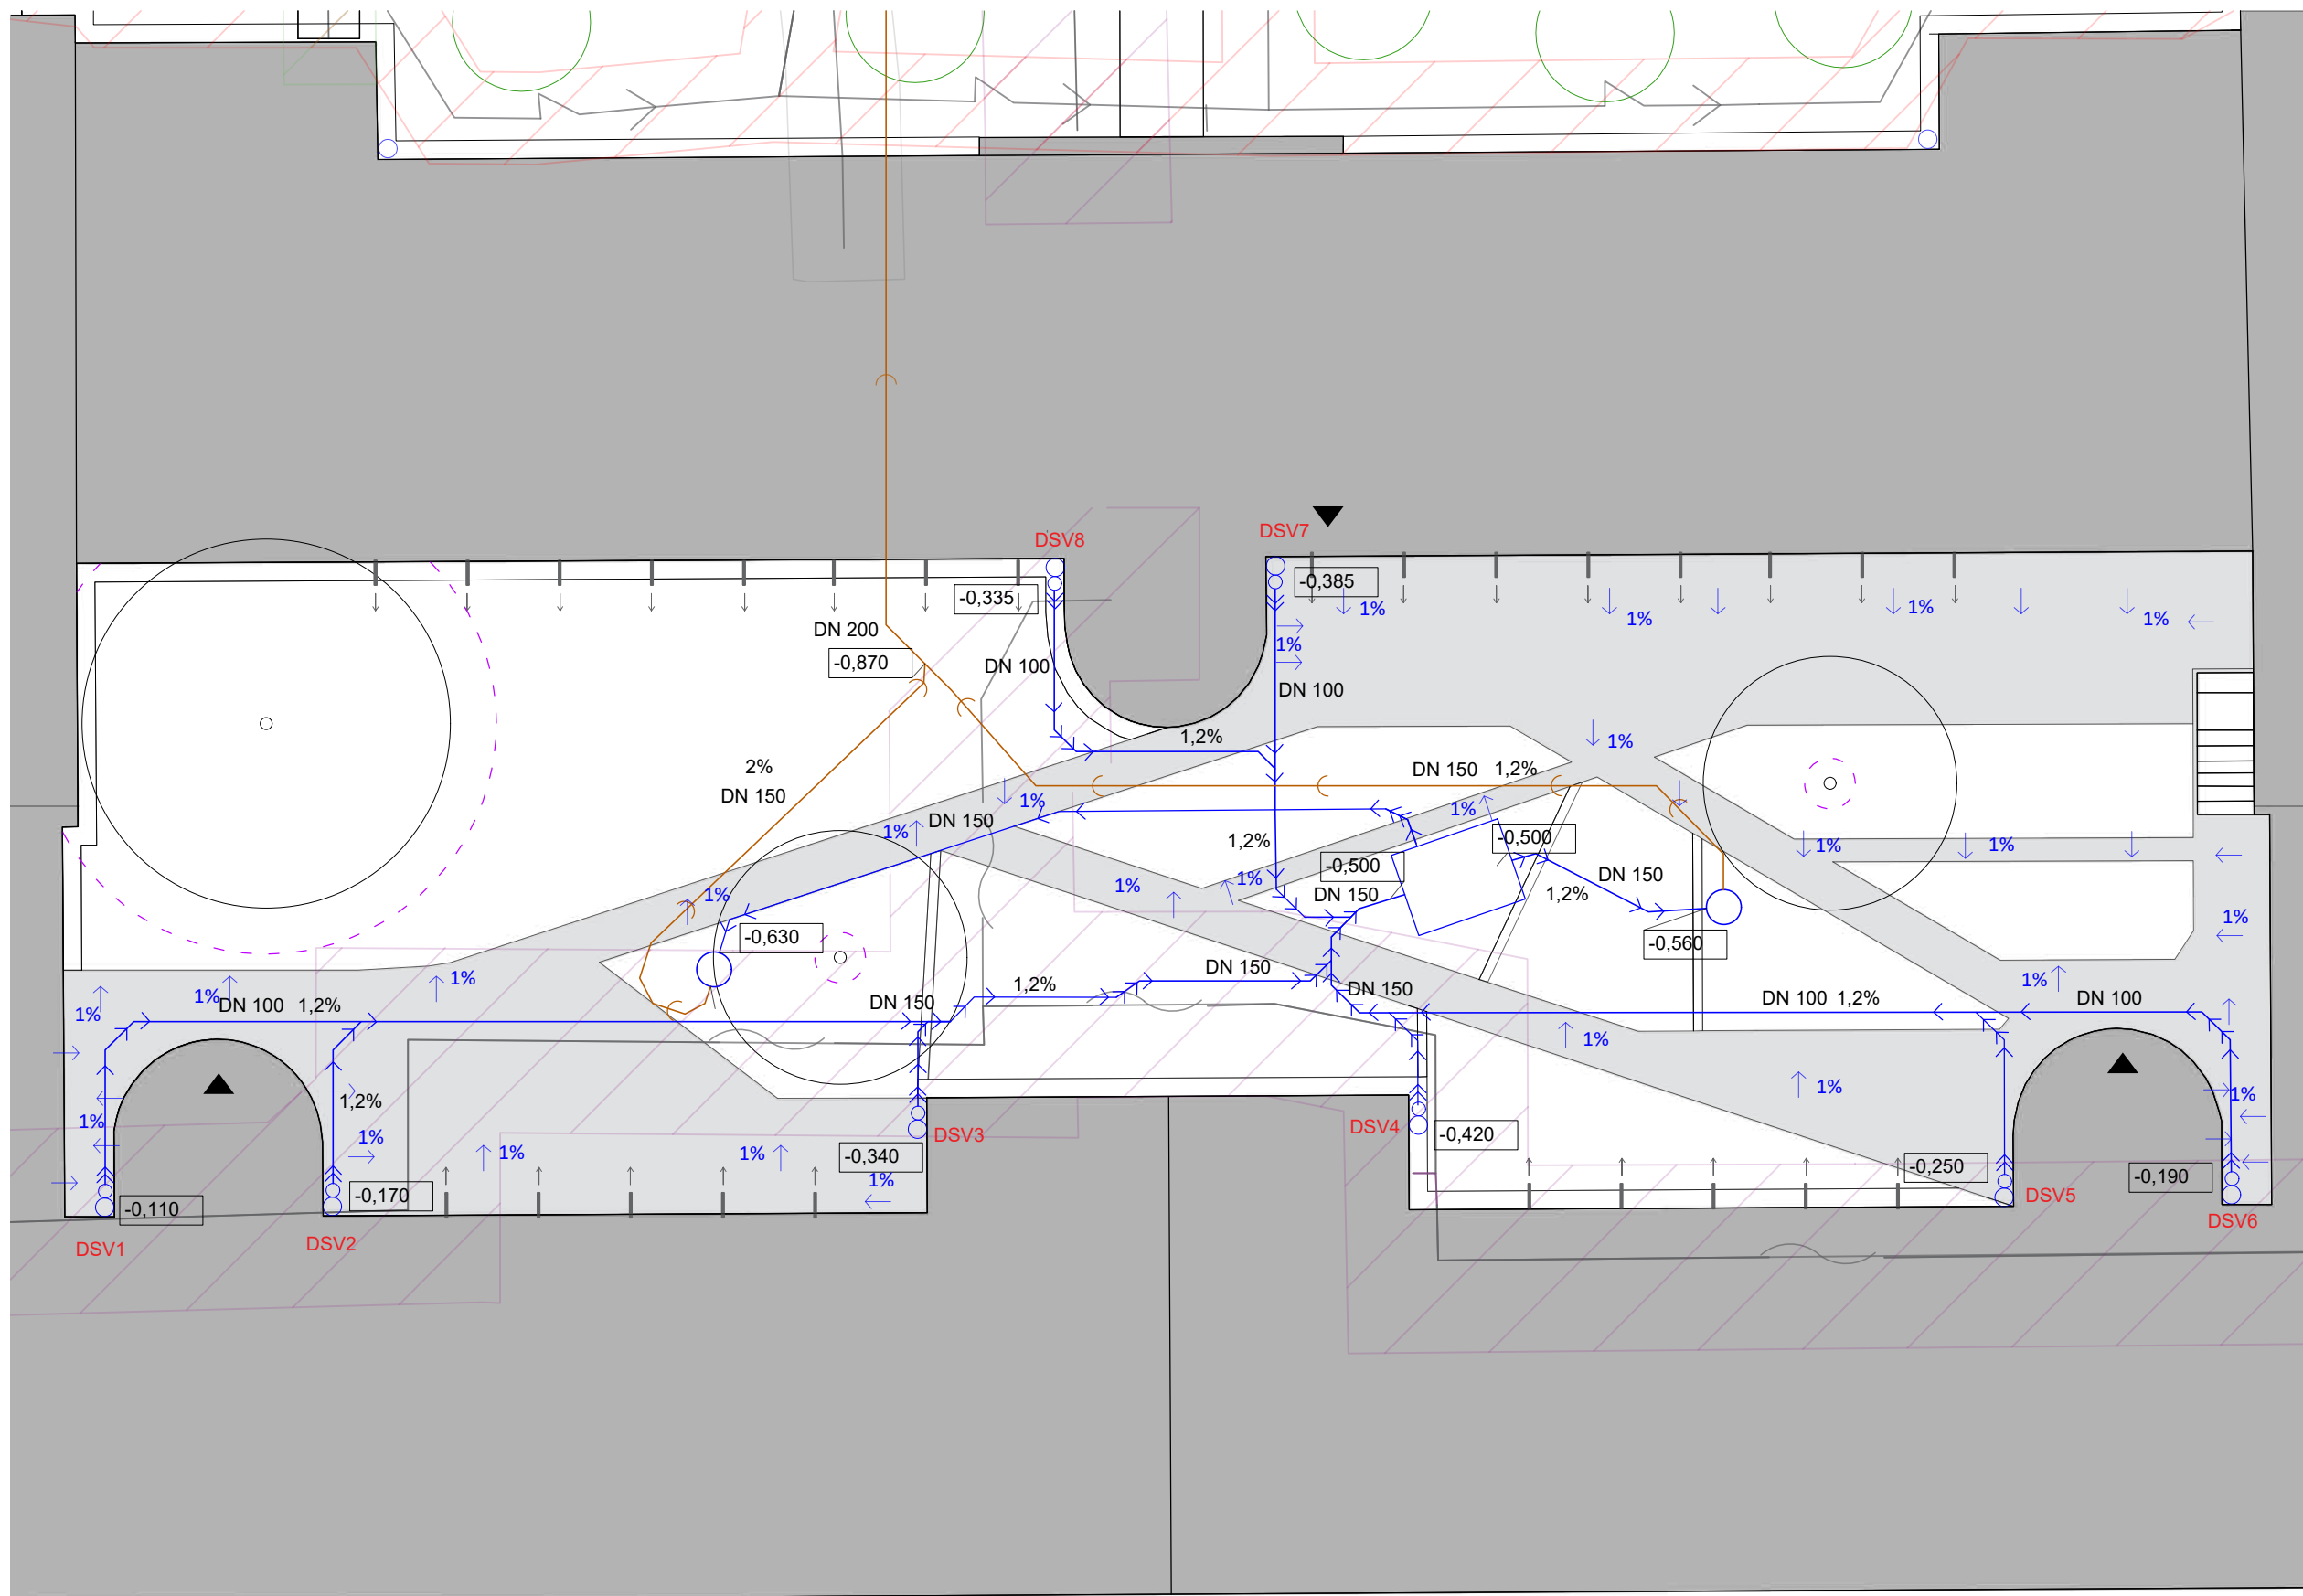 DSV7
DSV8
-0,385
-0,335
1%
1%
1%
1%
DN 200
1%
-0,870
DN 100
DN 100
1,2%
1%
2%
DN 150
DN 150 1,2%
1%
1%
DN 150
1%
-0,500
1,2%
1%
1%
-0,500
DN 150
1%
1%
1%
DN 150
1,2%
1%
-0,630
-0,560
DN 150
1%
1%
1,2%
DN 150
DN 150
1%
DN 100 1,2%
DN 100
1%
DN 100 1,2%
DN 150
1%
1%
1%
1,2%
1%
1%
1%
DSV3
DSV4
-0,420
1%
1%
-0,340
-0,250
-0,190
1%
-0,170
-0,110
DSV5
DSV1
DSV2
DSV6